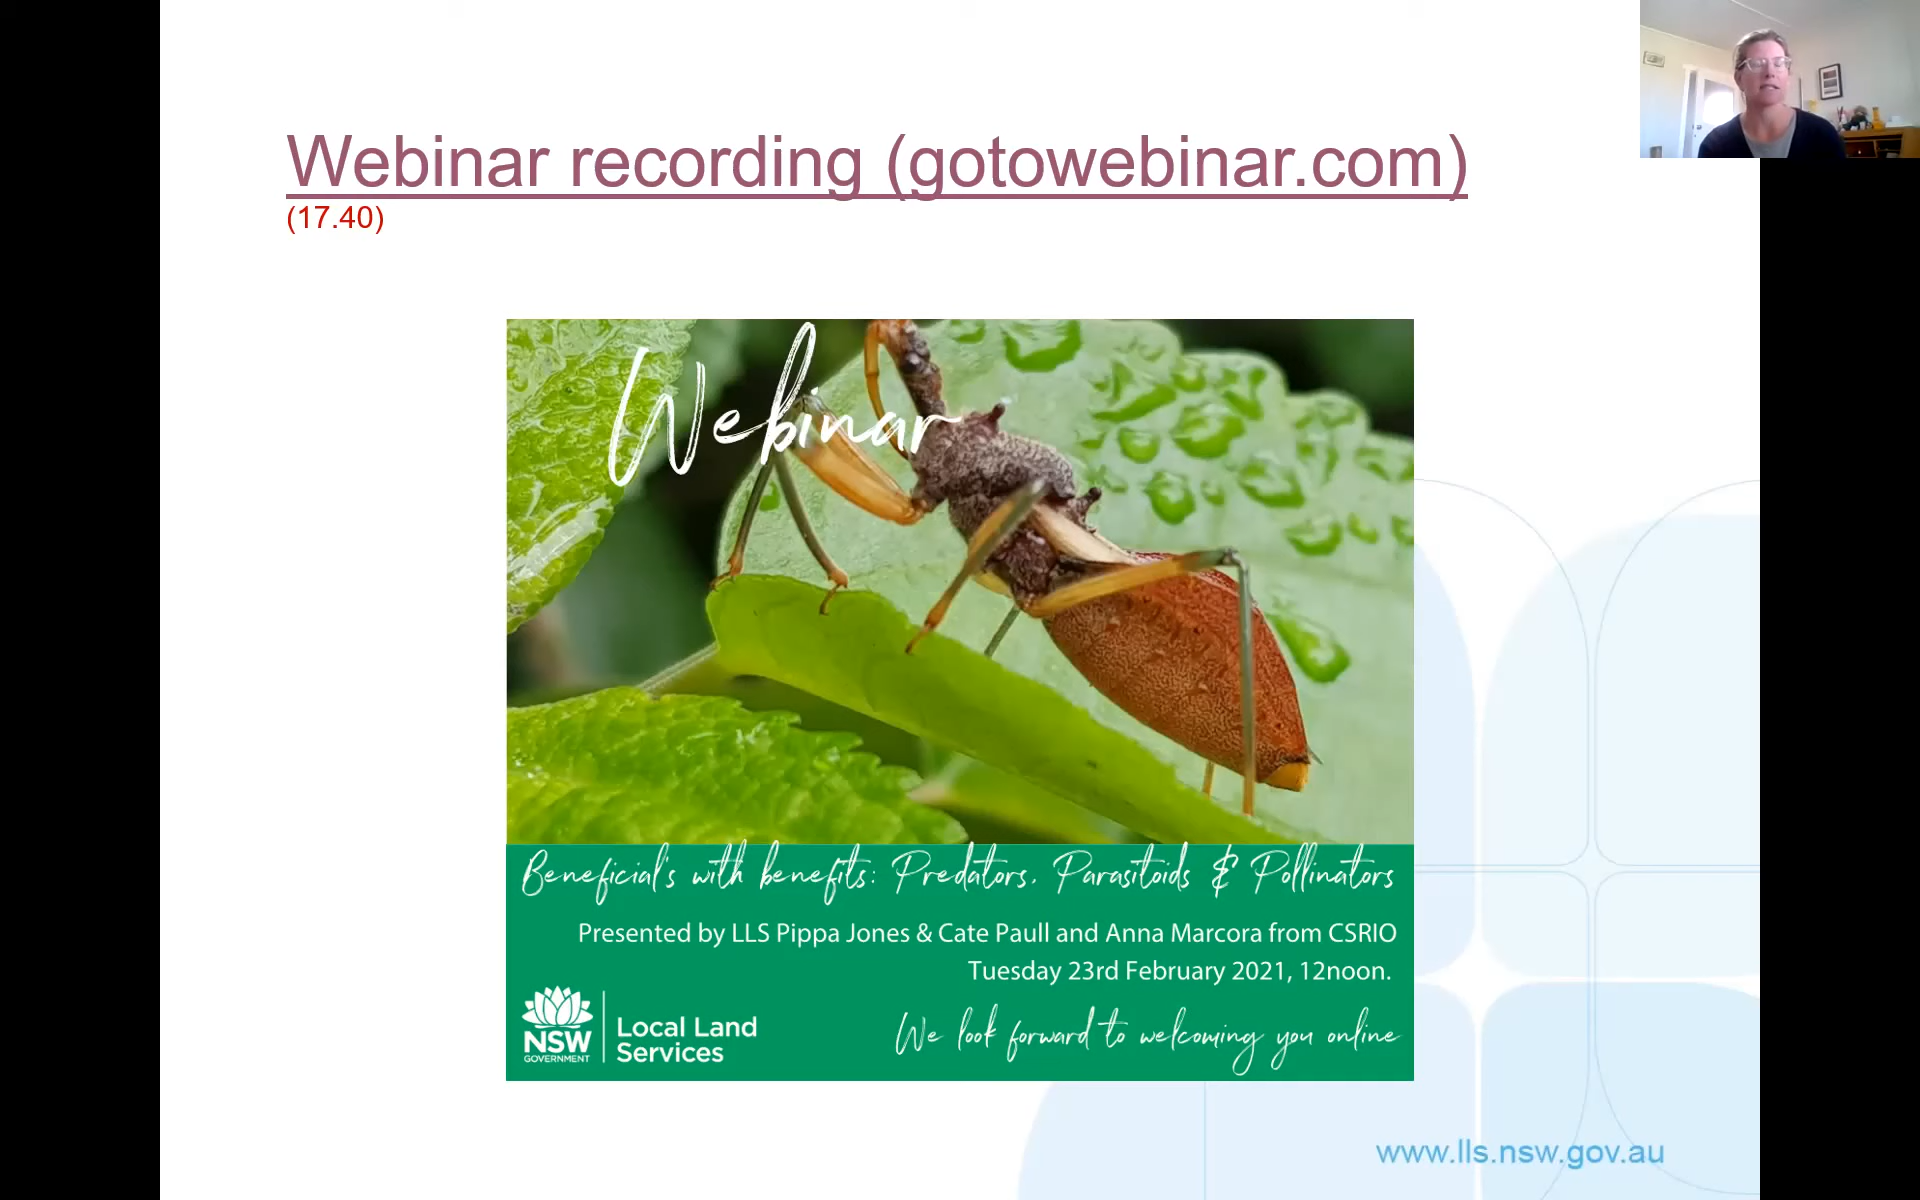 Webinar recording (gotowebinar.com)
(17.40)
Webinar
Beneficial's with benefits: Predators, Parasitoids & Pollinators
Presented by LLS Pippa Jones & Cate Paull and Anna Marcora from CSRIO
Tuesday 23rd February 2021, 12noon.
We look forward to welcoming you online
NSW
GOVERNMENT
Local Land
Services
www.lls.nsw.gov.au